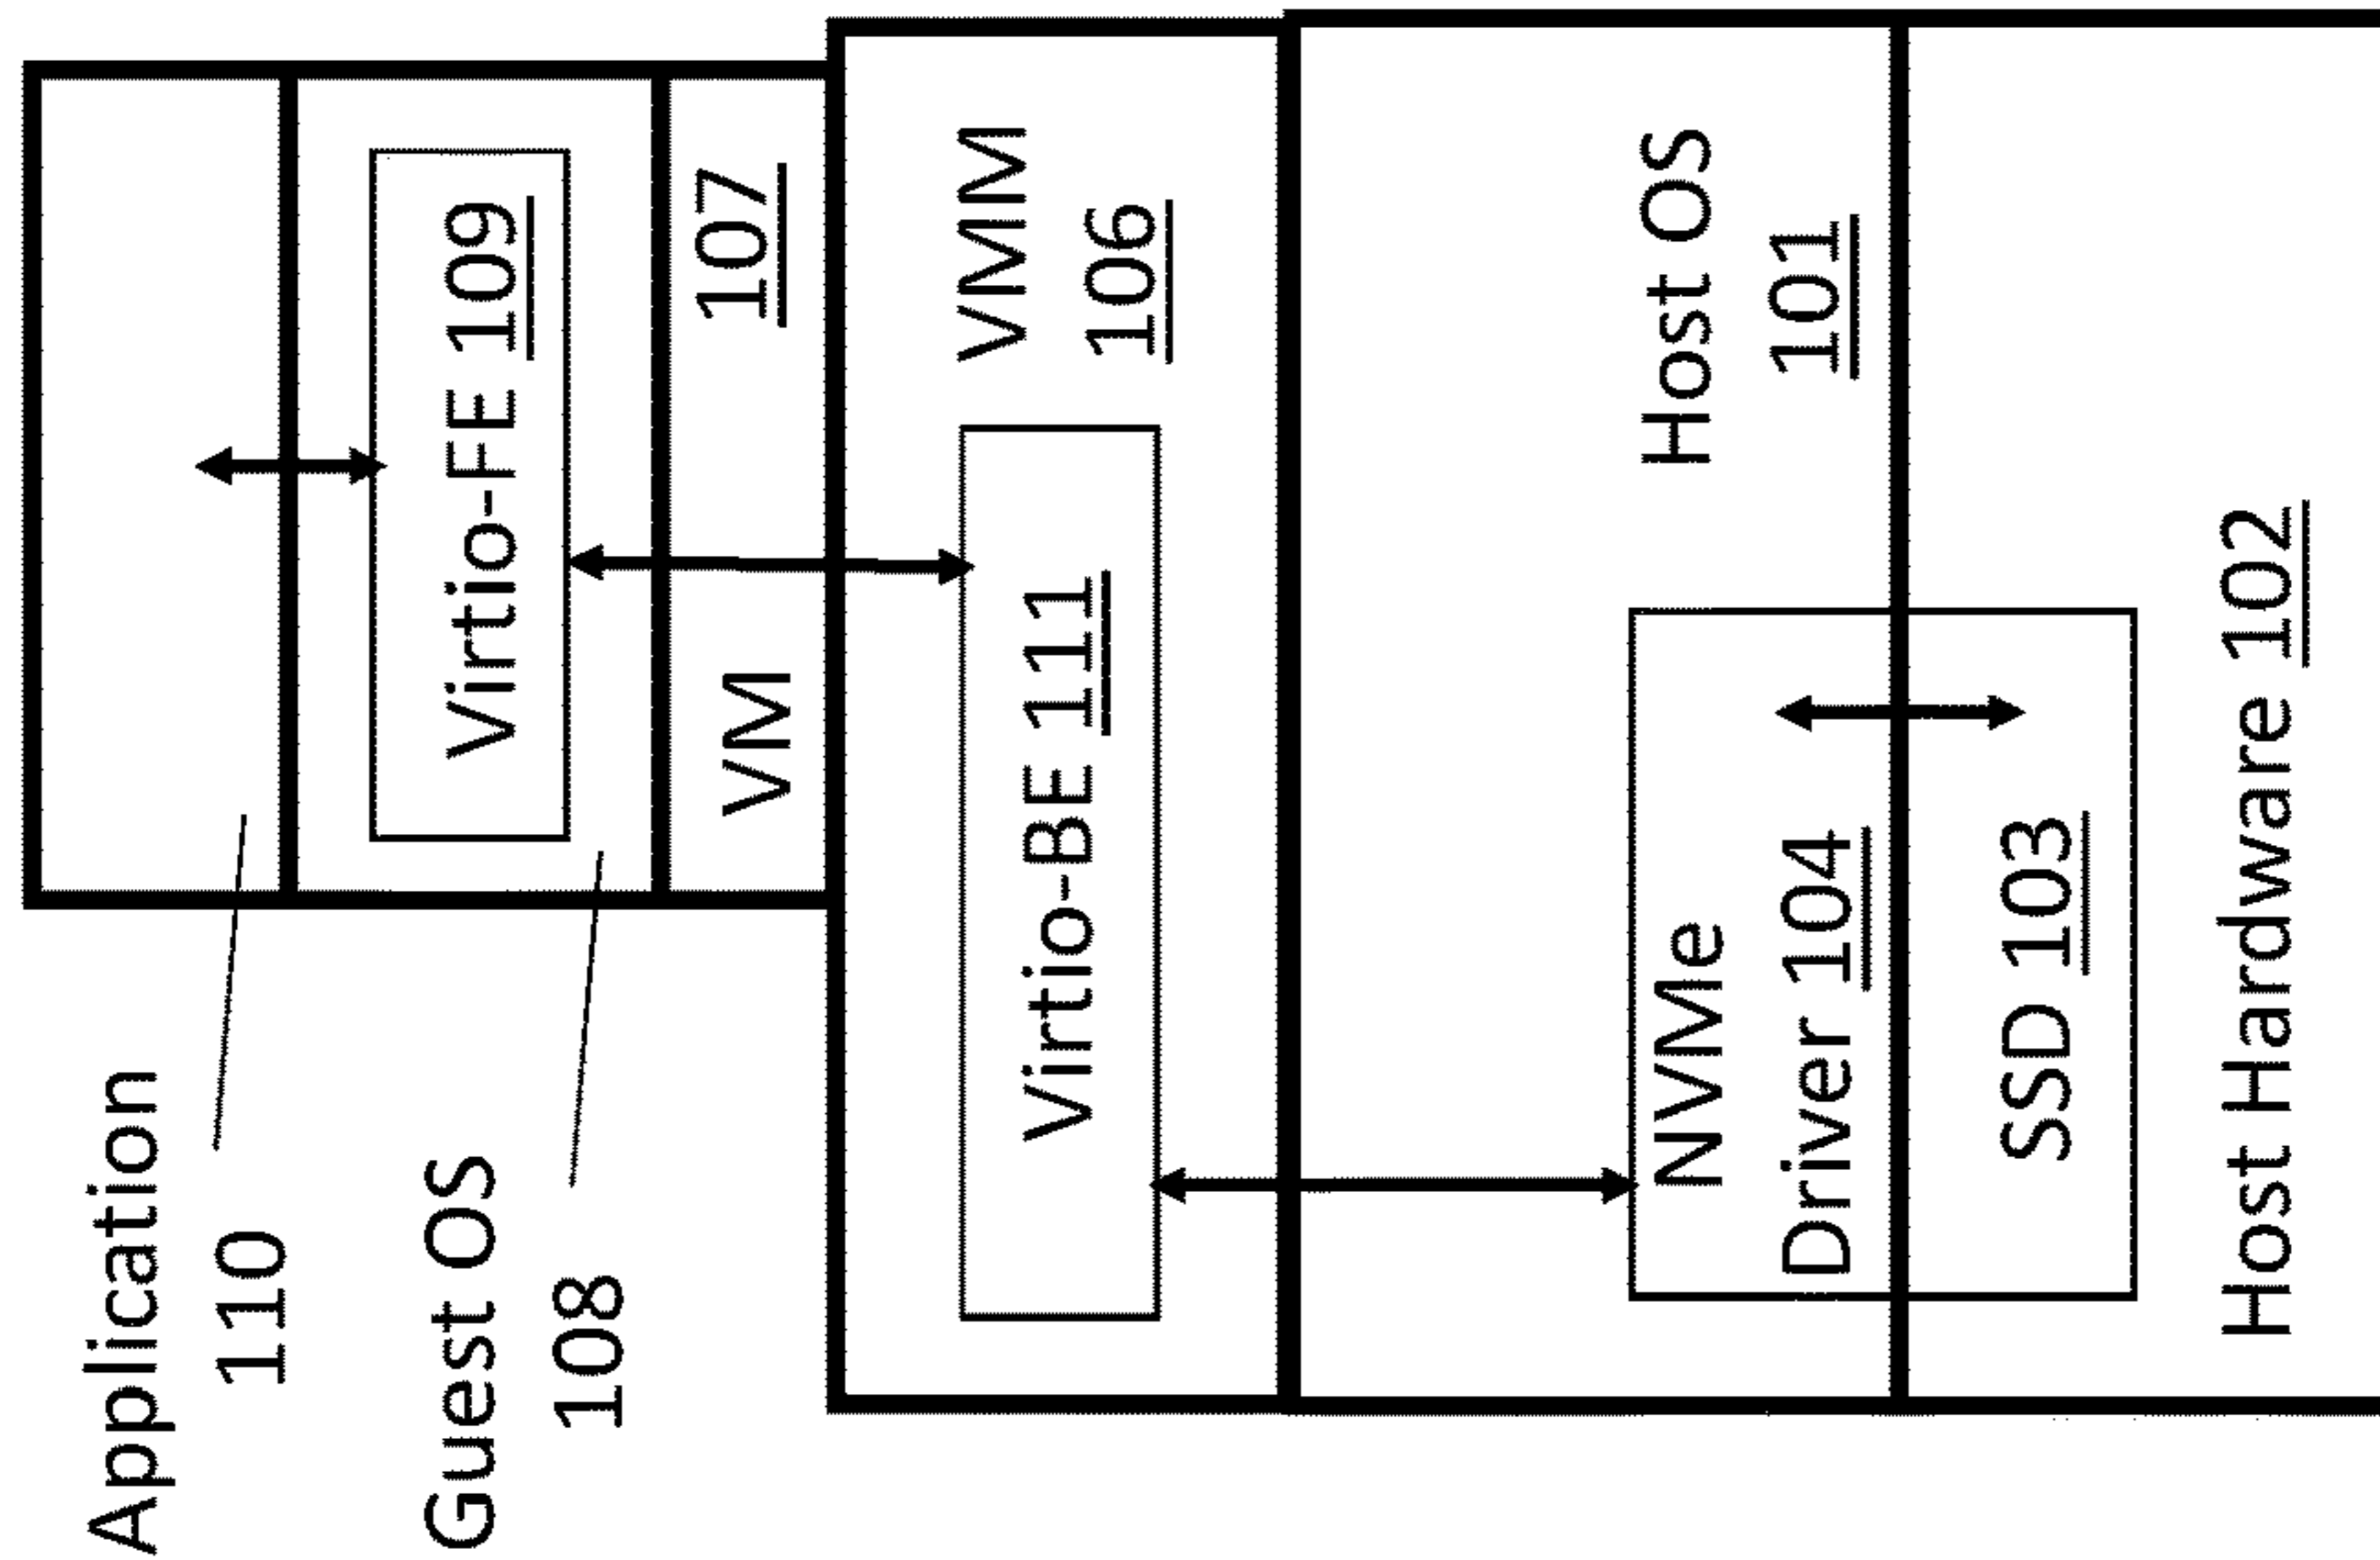 Application
110
Guest OS
108
Virtio-FE 109
VM 107
VMM
106
Virtio-BE 111
Host OS
101
NVMe
Driver 104
SSD 103
Host Hardware 102